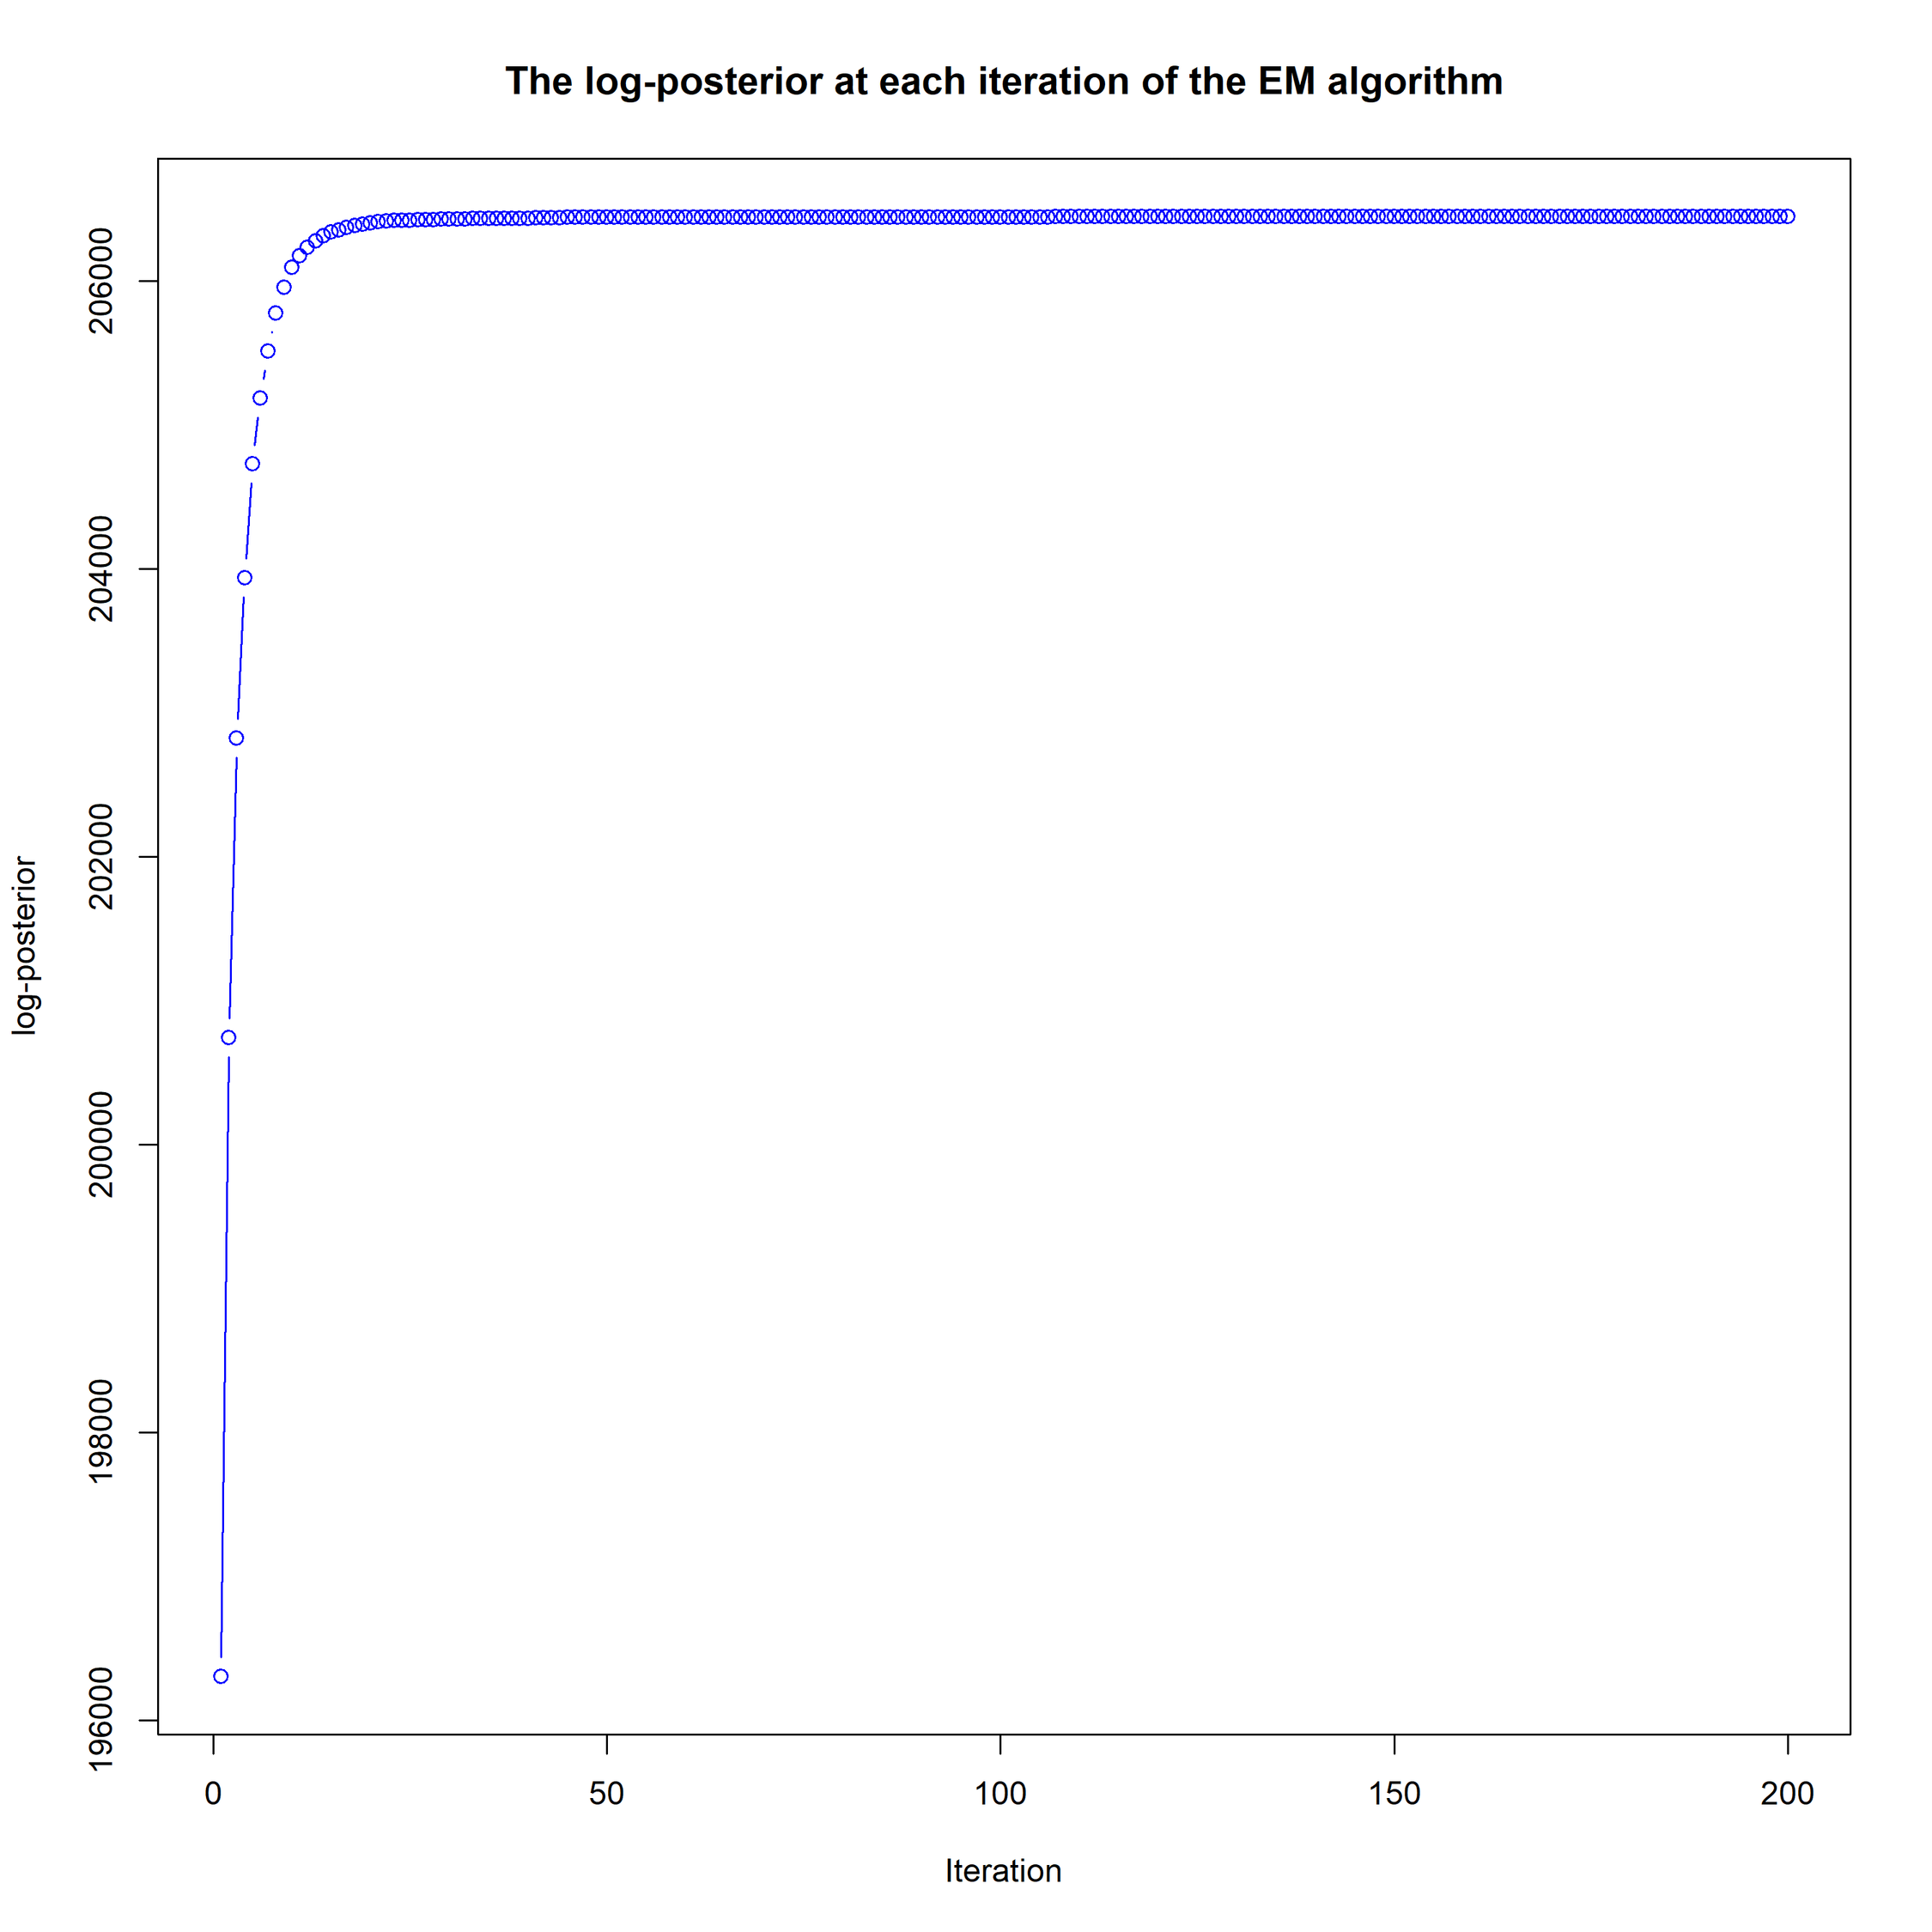 The log-posterior at each iteration of the EM algorithm
log-posterior
206000
204000
202000
200000
198000
196000
0 50 100 150 200
Iteration